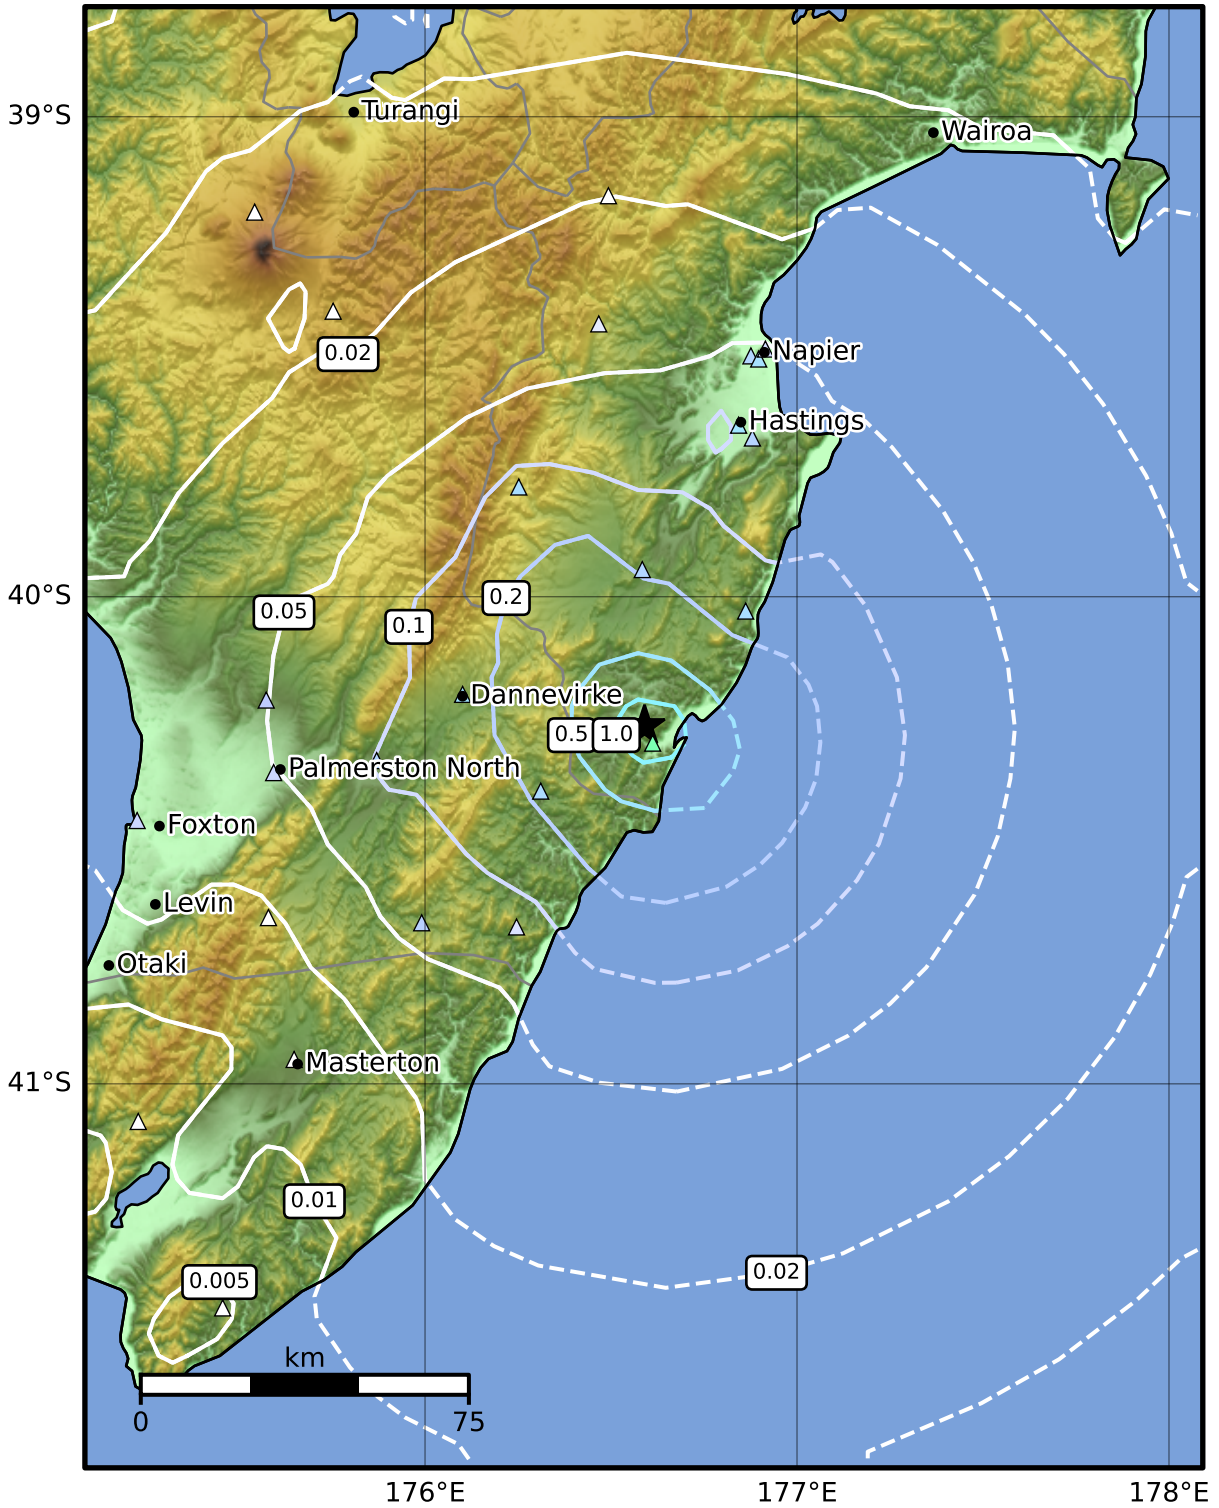 Turangi
39°S
Wairoa
0.02
Napier
Hastings
40°S
0.05
0.1
0.2
Dannevirke
0.5
1.0
Palmerston North
Foxton
Levin
Otaki
Masterton
41°S
0.01
0.005
0.02
km
0
75
176°E
177°E
178°E